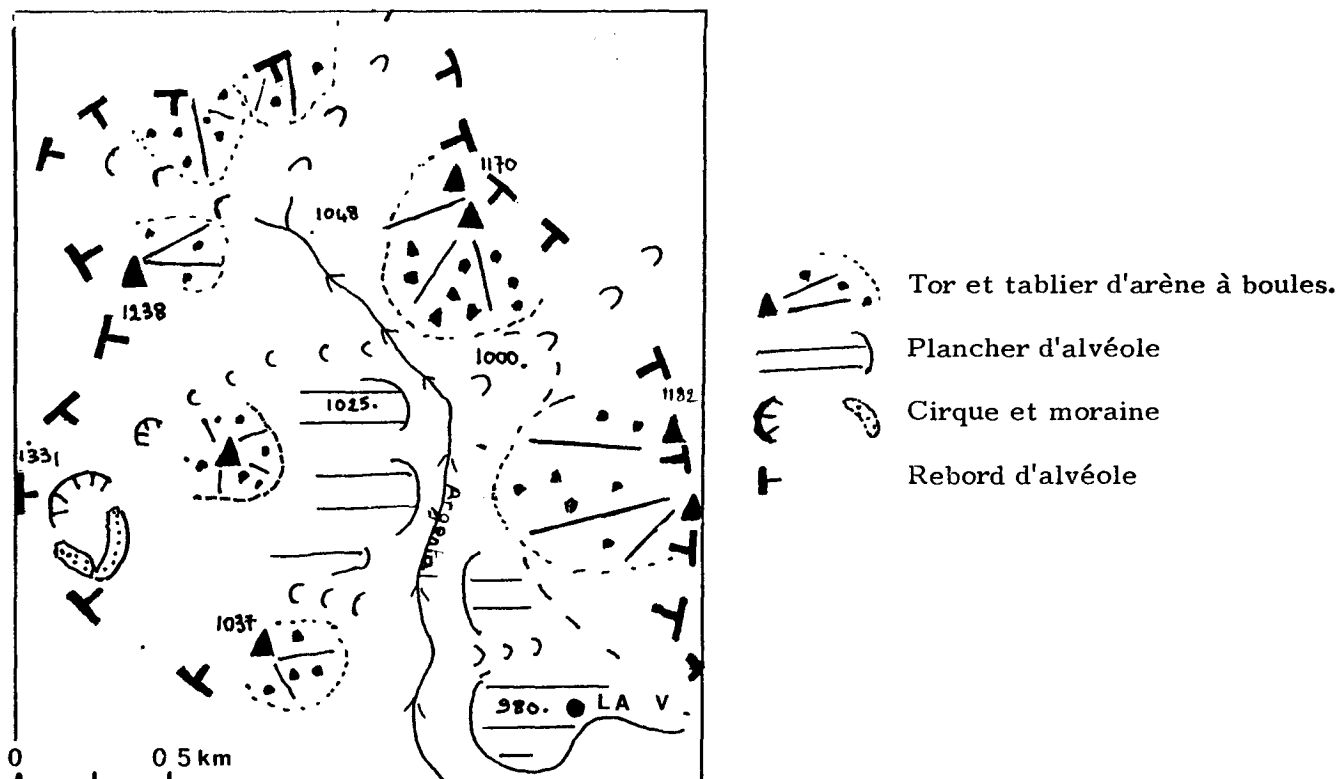 1170
1048
1238
1000.
1182
1025.
1331
Argental
1037
980. LA V
0 0 5 km
Tor et tablier d'arène à boules.
Plancher d'alvéole
Cirque et moraine
Rebord d'alvéole